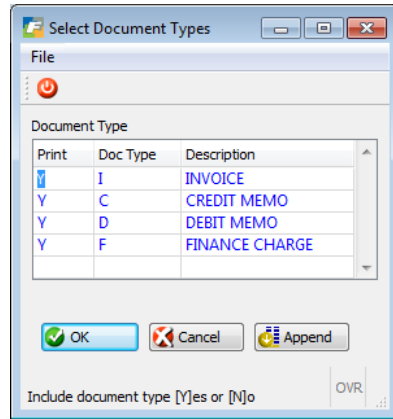 Select Document Types
File
Document Type
Print Doc Type Description
Y I INVOICE
Y C CREDIT MEMO
Y D DEBIT MEMO
Y F FINANCE CHARGE
OK Cancel Append
Include document type [Y]es or [N]o OVR